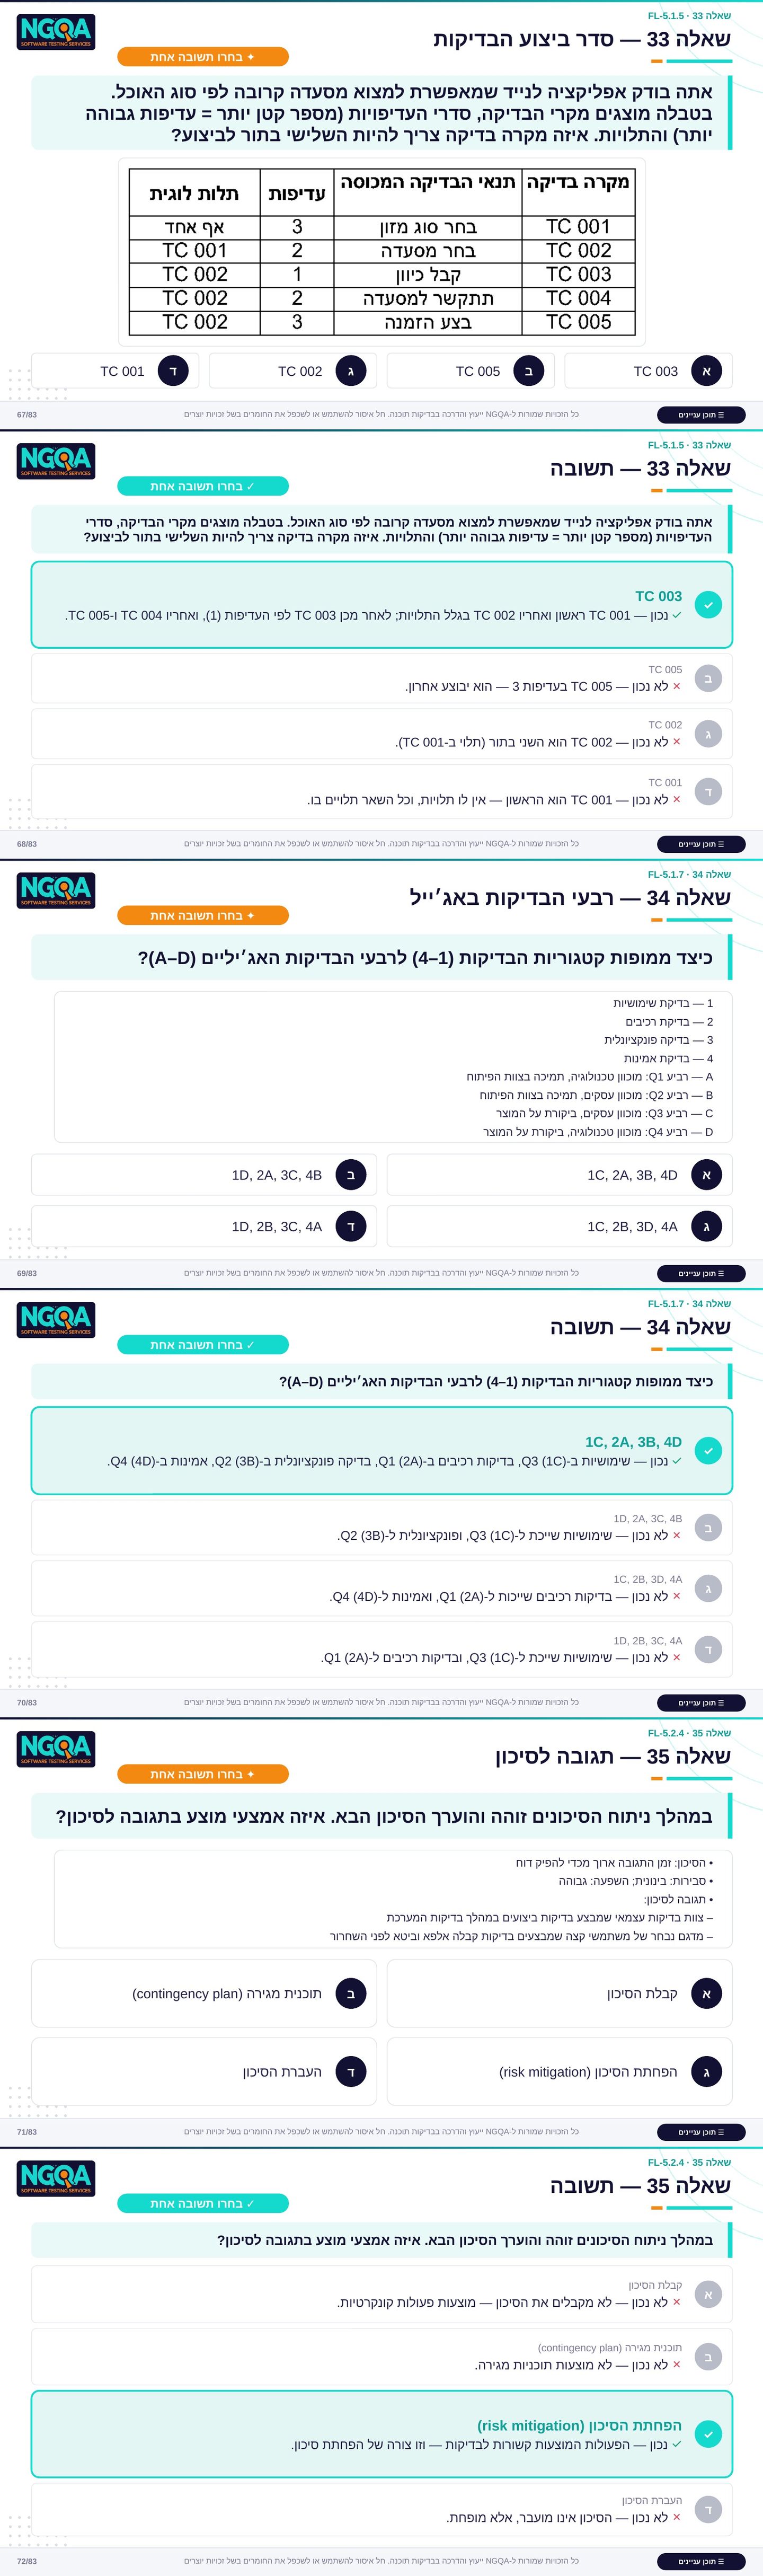 שאלה 33 · FL-5.1.5
שאלה 33 — סדר ביצוע הבדיקות
NGQA
SOFTWARE TESTING SERVICES
✦ בחרו תשובה אחת
אתה בודק אפליקציה לנייד שמאפשרת למצוא מסעדה קרובה לפי סוג האוכל.
בטבלה מוצגים מקרי הבדיקה, סדרי העדיפויות (מספר קטן יותר = עדיפות גבוהה
יותר) והתלויות. איזה מקרה בדיקה צריך להיות השלישי בתור לביצוע?
מקרה בדיקה תנאי הבדיקה המכוסה עדיפות תלות לוגית
TC 001 בחר סוג מזון 3 אף אחד
TC 002 בחר מסעדה 2 TC 001
TC 003 קבל כיוון 1 TC 002
TC 004 תתקשר למסעדה 2 TC 002
TC 005 בצע הזמנה 3 TC 002
א TC 003
ב TC 005
ג TC 002
ד TC 001
☰ תוכן עניינים
כל הזכויות שמורות ל-NGQA ייעוץ והדרכה בבדיקות תוכנה. חל איסור להשתמש או לשכפל את החומרים בשל זכויות יוצרים
67/83
שאלה 33 · FL-5.1.5
שאלה 33 — תשובה
NGQA
SOFTWARE TESTING SERVICES
✓ בחרו תשובה אחת
אתה בודק אפליקציה לנייד שמאפשרת למצוא מסעדה קרובה לפי סוג האוכל. בטבלה מוצגים מקרי הבדיקה, סדרי
העדיפויות (מספר קטן יותר = עדיפות גבוהה יותר) והתלויות. איזה מקרה בדיקה צריך להיות השלישי בתור לביצוע?
✓ TC 003
✓ נכון — TC 001 ראשון ואחריו TC 002 בגלל התלויות; לאחר מכן TC 003 לפי העדיפות (1), ואחריו TC 004 ו-TC 005.
ב TC 005
✕ לא נכון — TC 005 בעדיפות 3 — הוא יבוצע אחרון.
ג TC 002
✕ לא נכון — TC 002 הוא השני בתור (תלוי ב-TC 001).
ד TC 001
✕ לא נכון — TC 001 הוא הראשון — אין לו תלויות, וכל השאר תלויים בו.
☰ תוכן עניינים
כל הזכויות שמורות ל-NGQA ייעוץ והדרכה בבדיקות תוכנה. חל איסור להשתמש או לשכפל את החומרים בשל זכויות יוצרים
68/83
שאלה 34 · FL-5.1.7
שאלה 34 — רבעי הבדיקות באג׳ייל
NGQA
SOFTWARE TESTING SERVICES
✦ בחרו תשובה אחת
כיצד ממופות קטגוריות הבדיקות (1–4) לרבעי הבדיקות האג׳יליים (A–D)?
1 — בדיקת שימושיות
2 — בדיקת רכיבים
3 — בדיקה פונקציונלית
4 — בדיקת אמינות
A — רביע Q1: מוכוון טכנולוגיה, תמיכה בצוות הפיתוח
B — רביע Q2: מוכוון עסקים, תמיכה בצוות הפיתוח
C — רביע Q3: מוכוון עסקים, ביקורת על המוצר
D — רביע Q4: מוכוון טכנולוגיה, ביקורת על המוצר
א 1C, 2A, 3B, 4D
ב 1D, 2A, 3C, 4B
ג 1C, 2B, 3D, 4A
ד 1D, 2B, 3C, 4A
☰ תוכן עניינים
כל הזכויות שמורות ל-NGQA ייעוץ והדרכה בבדיקות תוכנה. חל איסור להשתמש או לשכפל את החומרים בשל זכויות יוצרים
69/83
שאלה 34 · FL-5.1.7
שאלה 34 — תשובה
NGQA
SOFTWARE TESTING SERVICES
✓ בחרו תשובה אחת
כיצד ממופות קטגוריות הבדיקות (1–4) לרבעי הבדיקות האג׳יליים (A–D)?
✓ 1C, 2A, 3B, 4D
✓ נכון — שימושיות ב-Q3 (1C), בדיקות רכיבים ב-Q1 (2A), בדיקה פונקציונלית ב-Q2 (3B), אמינות ב-Q4 (4D).
ב 1D, 2A, 3C, 4B
✕ לא נכון — שימושיות שייכת ל-Q3 (1C), ופונקציונלית ל-Q2 (3B).
ג 1C, 2B, 3D, 4A
✕ לא נכון — בדיקות רכיבים שייכות ל-Q1 (2A), ואמינות ל-Q4 (4D).
ד 1D, 2B, 3C, 4A
✕ לא נכון — שימושיות שייכת ל-Q3 (1C), ובדיקות רכיבים ל-Q1 (2A).
☰ תוכן עניינים
כל הזכויות שמורות ל-NGQA ייעוץ והדרכה בבדיקות תוכנה. חל איסור להשתמש או לשכפל את החומרים בשל זכויות יוצרים
70/83
שאלה 35 · FL-5.2.4
שאלה 35 — תגובה לסיכון
NGQA
SOFTWARE TESTING SERVICES
✦ בחרו תשובה אחת
במהלך ניתוח הסיכונים זוהה והוערך הסיכון הבא. איזה אמצעי מוצע בתגובה לסיכון?
• הסיכון: זמן התגובה ארוך מכדי להפיק דוח
• סבירות: בינונית; השפעה: גבוהה
• תגובה לסיכון:
– צוות בדיקות עצמאי שמבצע בדיקות ביצועים במהלך בדיקות המערכת
– מדגם נבחר של משתמשי קצה שמבצעים בדיקות קבלה אלפא וביטא לפני השחרור
א קבלת הסיכון
ב תוכנית מגירה (contingency plan)
ג הפחתת הסיכון (risk mitigation)
ד העברת הסיכון
☰ תוכן עניינים
כל הזכויות שמורות ל-NGQA ייעוץ והדרכה בבדיקות תוכנה. חל איסור להשתמש או לשכפל את החומרים בשל זכויות יוצרים
71/83
שאלה 35 · FL-5.2.4
שאלה 35 — תשובה
NGQA
SOFTWARE TESTING SERVICES
✓ בחרו תשובה אחת
במהלך ניתוח הסיכונים זוהה והוערך הסיכון הבא. איזה אמצעי מוצע בתגובה לסיכון?
א קבלת הסיכון
✕ לא נכון — לא מקבלים את הסיכון — מוצעות פעולות קונקרטיות.
ב תוכנית מגירה (contingency plan)
✕ לא נכון — לא מוצעות תוכניות מגירה.
✓ הפחתת הסיכון (risk mitigation)
✓ נכון — הפעולות המוצעות קשורות לבדיקות — וזו צורה של הפחתת סיכון.
ד העברת הסיכון
✕ לא נכון — הסיכון אינו מועבר, אלא מופחת.
☰ תוכן עניינים
כל הזכויות שמורות ל-NGQA ייעוץ והדרכה בבדיקות תוכנה. חל איסור להשתמש או לשכפל את החומרים בשל זכויות יוצרים
72/83